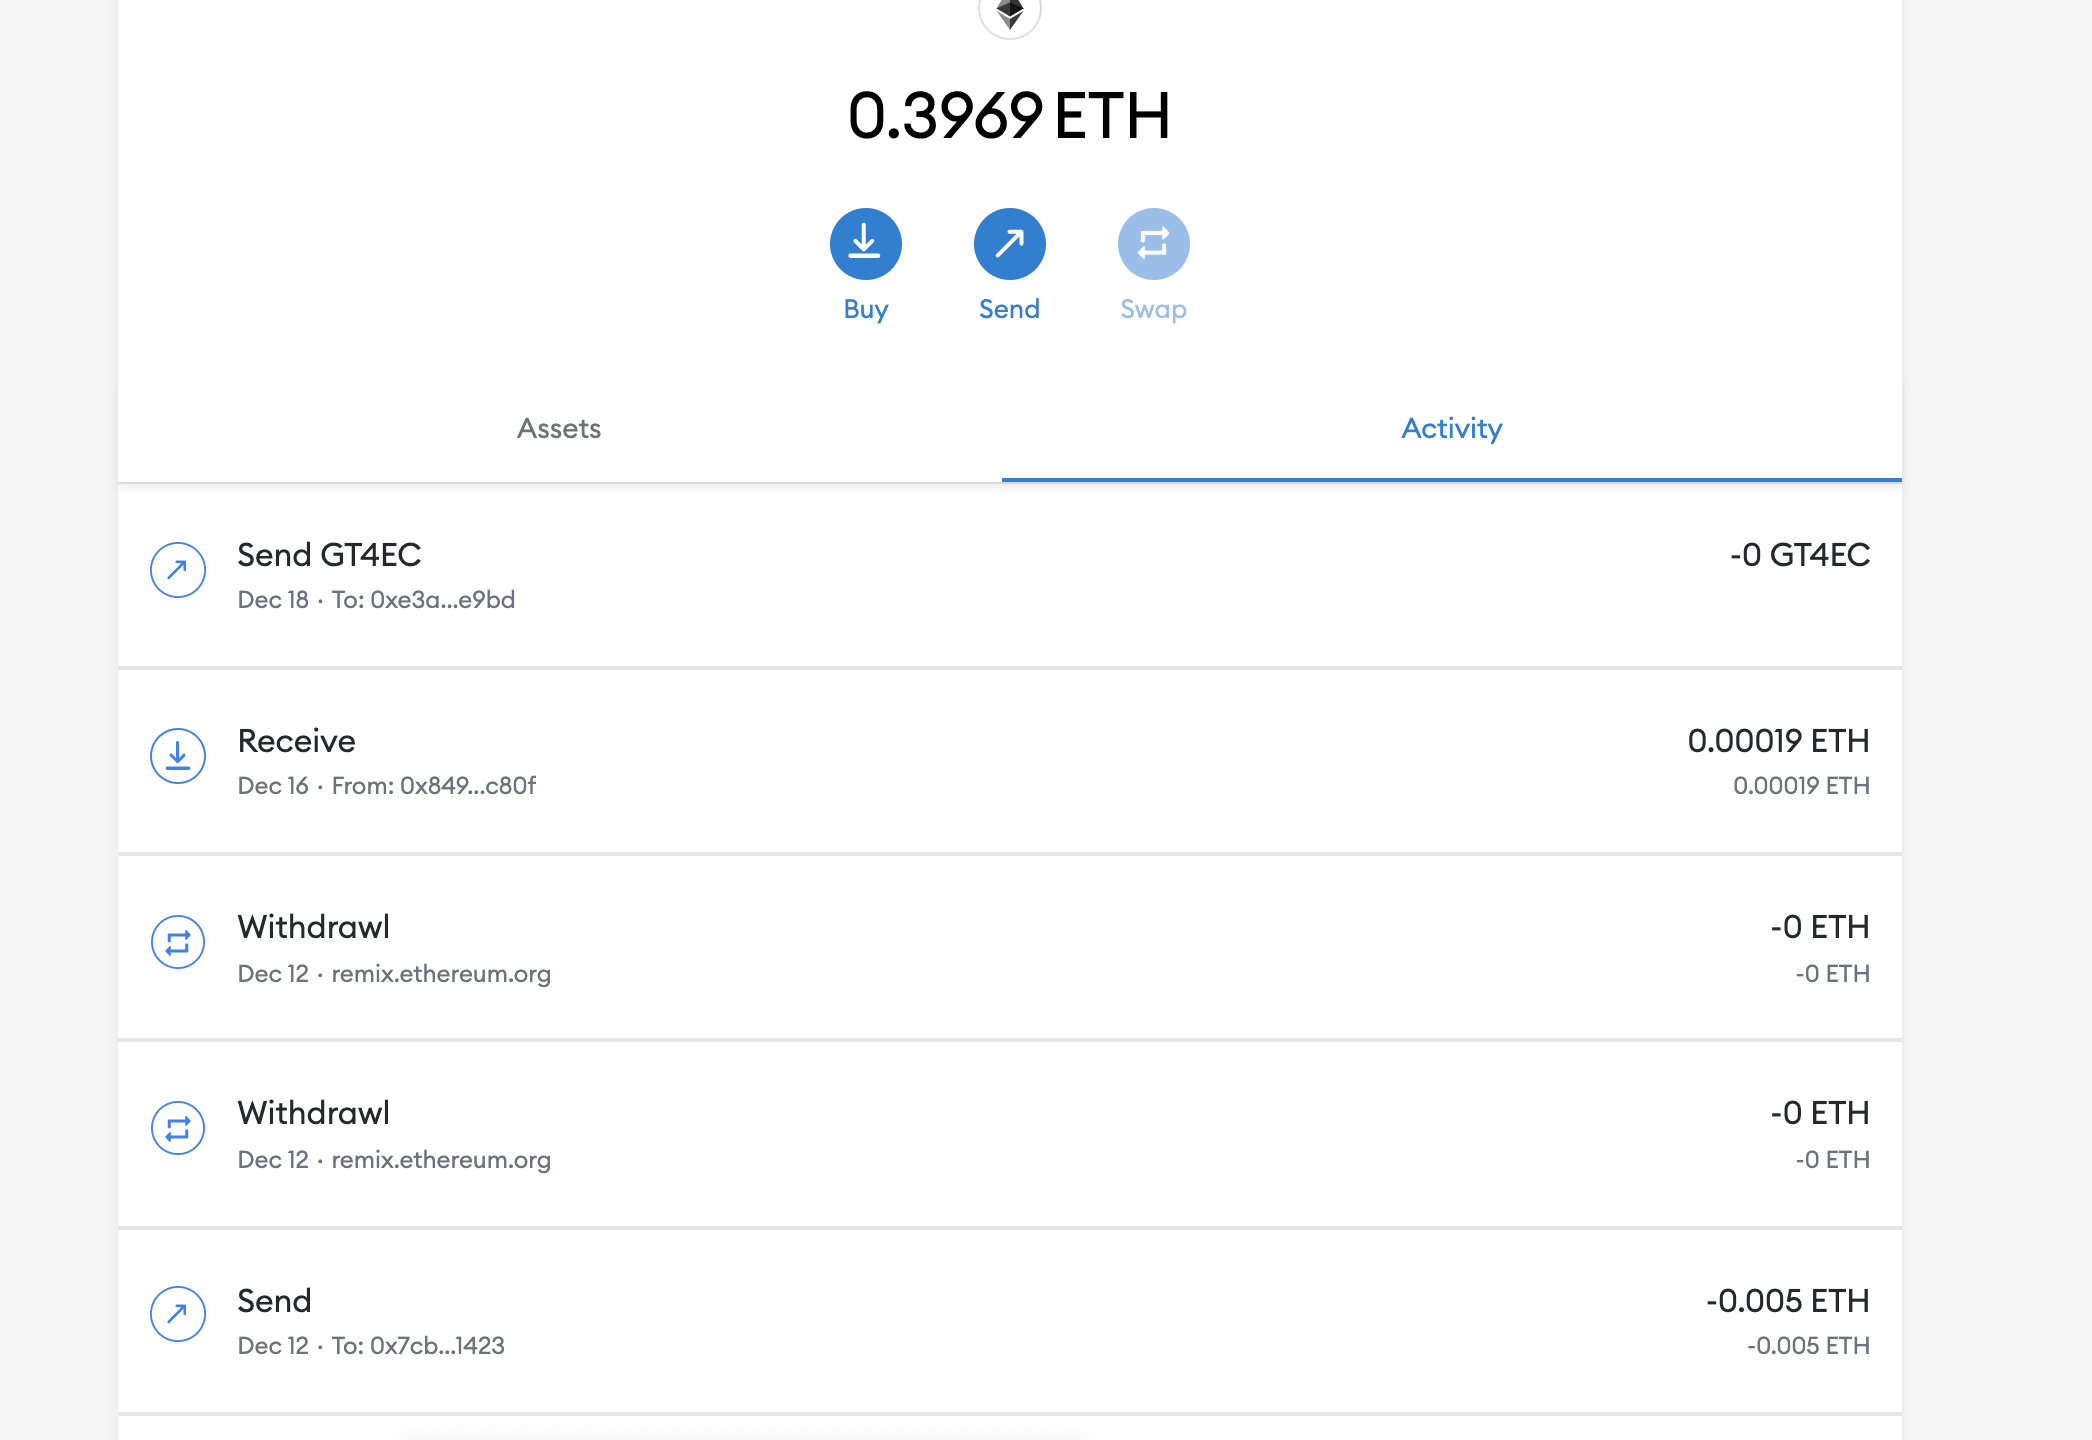 0.3969 ETH
Buy
Send
Swap
Assets
Activity
Send GT4EC
-0 GT4EC
Dec 18 · To: 0xe3a...e9bd
Receive
0.00019 ETH
Dec 16 · From: 0x849...c80f
0.00019 ETH
Withdrawl
-0 ETH
Dec 12 · remix.ethereum.org
-0 ETH
Withdrawl
-0 ETH
Dec 12 · remix.ethereum.org
-0 ETH
Send
-0.005 ETH
Dec 12 · To: 0x7cb...1423
-0.005 ETH